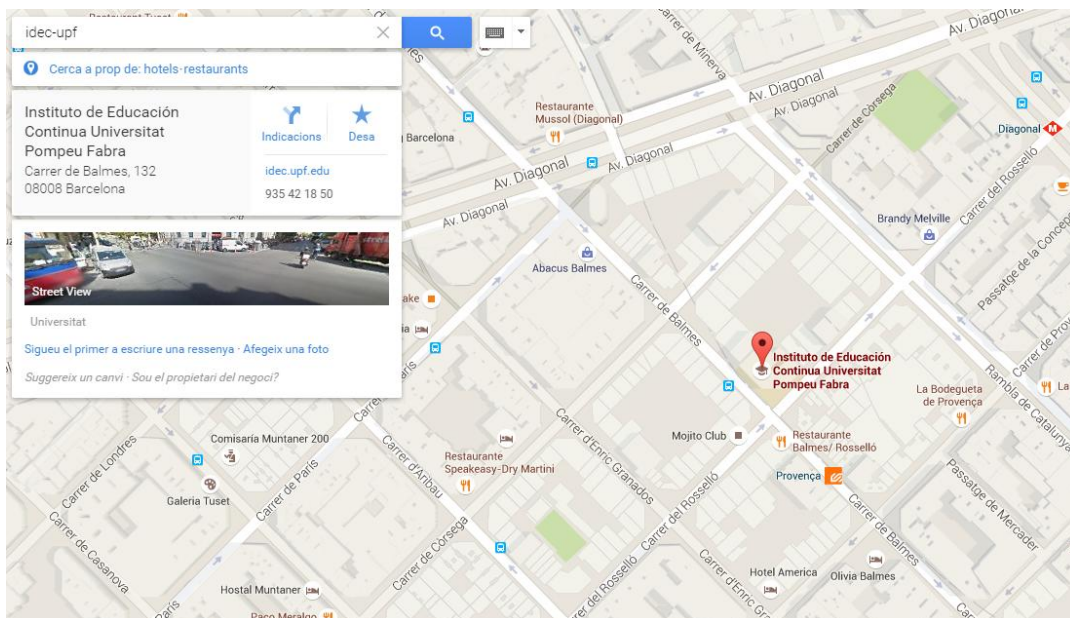 Restaurant Tuset
idec-upf
Cerca a prop de: hotels·restaurants
Instituto de Educación
Continua Universitat
Pompeu Fabra
Carrer de Balmes, 132
08008 Barcelona
Indicacions
Desa
idec.upf.edu
935 42 18 50
Street View
Universitat
Sigueu el primer a escriure una ressenya · Afegeix una foto
Suggereix un canvi · Sou el propietari del negoci?
Carrer de Minerva
Av. Diagonal
Av. Diagonal
Av. Diagonal
Restaurante
Mussol (Diagonal)
Barcelona
Av. Diagonal
Av. Diagonal
Av. Diagonal
Carrer de Còrsega
Diagonal
Carrer del Rosselló
Brandy Melville
Passatge de la Concep
Abacus Balmes
Carrer de Balmes
Instituto de Educación
Continua Universitat
Pompeu Fabra
Carrer de Prov
Rambla de Catalunya
La
La Bodegueta
de Provença
Mojito Club
Restaurante
Balmes/ Rosselló
Provença
Passatge de Mercader
Carrer de Balmes
Comisaría Muntaner 200
Carrer de Londres
Galeria Tuset
Carrer de París
Carrer d'Aribau
Restaurante
Speakeasy-Dry Martini
Carrer d'Enric Granados
Carrer del Rosselló
Carrer del Rosselló
Carrer de Còrsega
Carrer de Casanova
Hostal Muntaner
Paco Meralgo
Hotel America
Olivia Balmes
Carrer d'Enric Gra